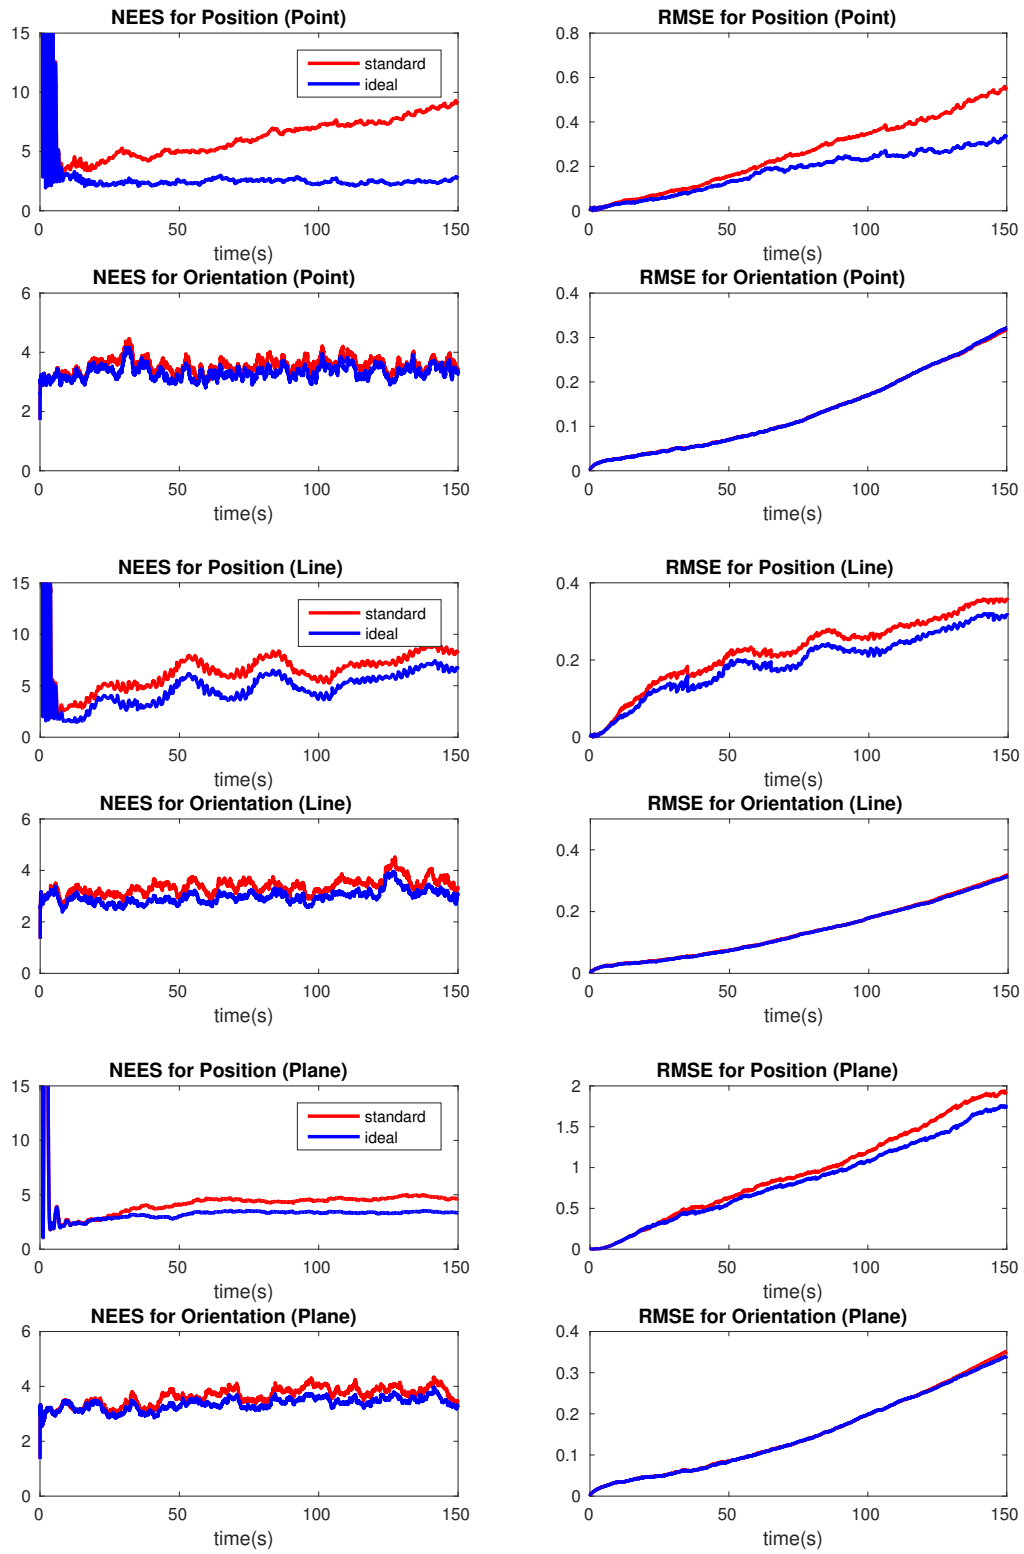 NEES for Position (Point)
15
10
5
0
0 50 100 150
time(s)
standard
ideal
RMSE for Position (Point)
0.8
0.6
0.4
0.2
0
0 50 100 150
time(s)
NEES for Orientation (Point)
6
4
2
0
0 50 100 150
time(s)
RMSE for Orientation (Point)
0.4
0.3
0.2
0.1
0
0 50 100 150
time(s)
NEES for Position (Line)
15
10
5
0
0 50 100 150
time(s)
standard
ideal
RMSE for Position (Line)
0.4
0.2
0
0 50 100 150
time(s)
NEES for Orientation (Line)
6
4
2
0
0 50 100 150
time(s)
RMSE for Orientation (Line)
0.4
0.2
0
0 50 100 150
time(s)
NEES for Position (Plane)
15
10
5
0
0 50 100 150
time(s)
standard
ideal
RMSE for Position (Plane)
2
1.5
1
0.5
0
0 50 100 150
time(s)
NEES for Orientation (Plane)
6
4
2
0
0 50 100 150
time(s)
RMSE for Orientation (Plane)
0.4
0.3
0.2
0.1
0
0 50 100 150
time(s)